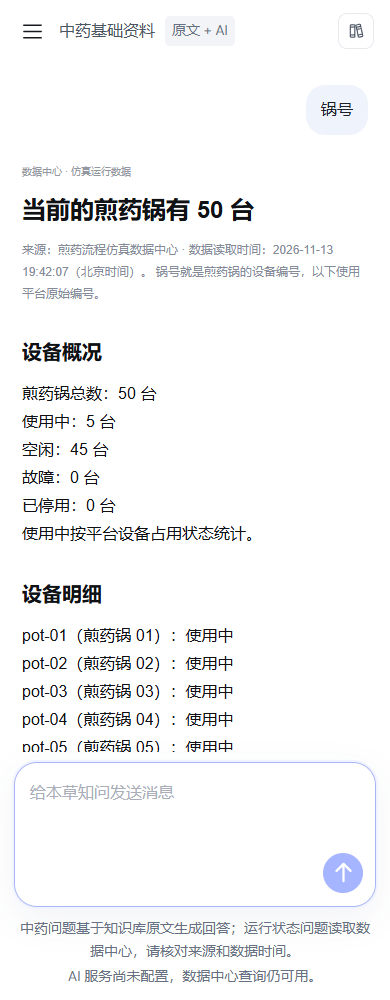 中药基础资料 原文 + AI
锅号
数据中心 · 仿真运行数据
当前的煎药锅有 50 台
来源：煎药流程仿真数据中心 · 数据读取时间：2026-11-13
19:42:07（北京时间）。 锅号就是煎药锅的设备编号，以下使用
平台原始编号。
设备概况
煎药锅总数：50 台
使用中：5 台
空闲：45 台
故障：0 台
已停用：0 台
使用中按平台设备占用状态统计。
设备明细
pot-01（煎药锅 01）：使用中
pot-02（煎药锅 02）：使用中
pot-03（煎药锅 03）：使用中
pot-04（煎药锅 04）：使用中
pot-05（煎药锅 05）：使用中
给本草知问发送消息
中药问题基于知识库原文生成回答；运行状态问题读取数
据中心，请核对来源和数据时间。
AI 服务尚未配置，数据中心查询仍可用。